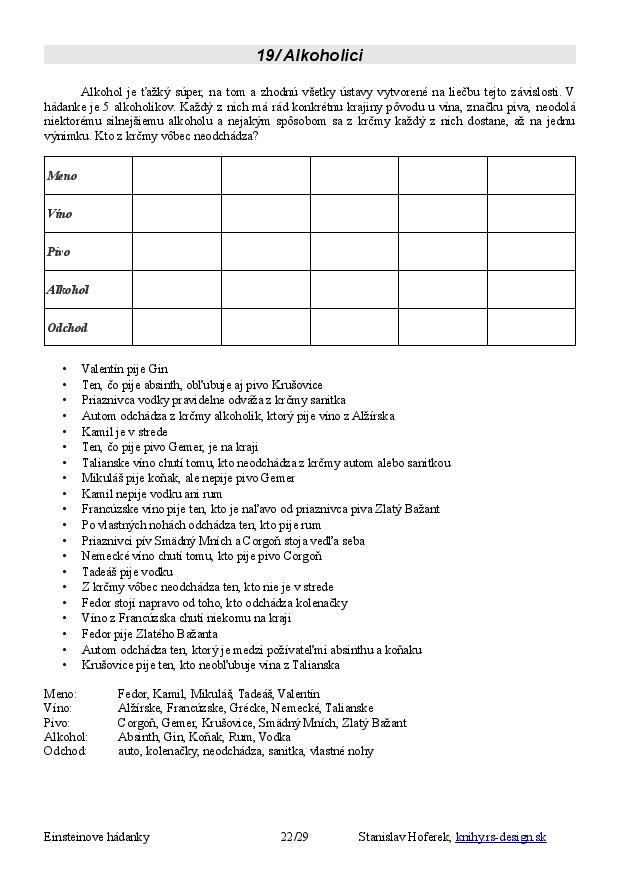 19/ Alkoholici
Alkohol je ťažký súper, na tom a zhodnú všetky ústavy vytvorené na liečbu tejto závislosti. V
hádanke je 5 alkoholikov. Každý z nich má rád konkrétnu krajiny pôvodu u vína, značku piva, neodolá
niektorému silnejšiemu alkoholu a nejakým spôsobom sa z krčmy každý z nich dostane, až na jednu
výnimku. Kto z krčmy vôbec neodchádza?
Meno
Víno
Pivo
Alkohol
Odchod
• Valentín pije Gin
• Ten, čo pije absinth, obľubuje aj pivo Krušovice
• Priaznivca vodky pravidelne odváža z krčmy sanitka
• Autom odchádza z krčmy alkoholik, ktorý pije víno z Alžírska
• Kamil je v strede
• Ten, čo pije pivo Gemer, je na kraji
• Talianske víno chutí tomu, kto neodchádza z krčmy autom alebo sanitkou
• Mikuláš pije koňak, ale nepije pivo Gemer
• Kamil nepije vodku ani rum
• Francúzske víno pije ten, kto je naľavo od priaznivca piva Zlatý Bažant
• Po vlastných nohách odchádza ten, kto pije rum
• Priaznivci pív Smädný Mních a Corgoň stoja vedľa seba
• Nemecké víno chutí tomu, kto pije pivo Corgoň
• Tadeáš pije vodku
• Z krčmy vôbec neodchádza ten, kto nie je v strede
• Fedor stojí napravo od toho, kto odchádza kolenačky
• Víno z Francúzska chutí niekomu na kraji
• Fedor pije Zlatého Bažanta
• Autom odchádza ten, ktorý je medzi požívateľmi absinthu a koňaku
• Krušovice pije ten, kto neobľubuje vína z Talianska
Meno: Fedor, Kamil, Mikuláš, Tadeáš, Valentín
Víno: Alžírske, Francúzske, Grécke, Nemecké, Talianske
Pivo: Corgoň, Gemer, Krušovice, Smädný Mních, Zlatý Bažant
Alkohol: Absinth, Gin, Koňak, Rum, Vodka
Odchod: auto, kolenačky, neodchádza, sanitka, vlastné nohy
Einsteinove hádanky 22/29 Stanislav Hoferek, knihy.rs-design.sk